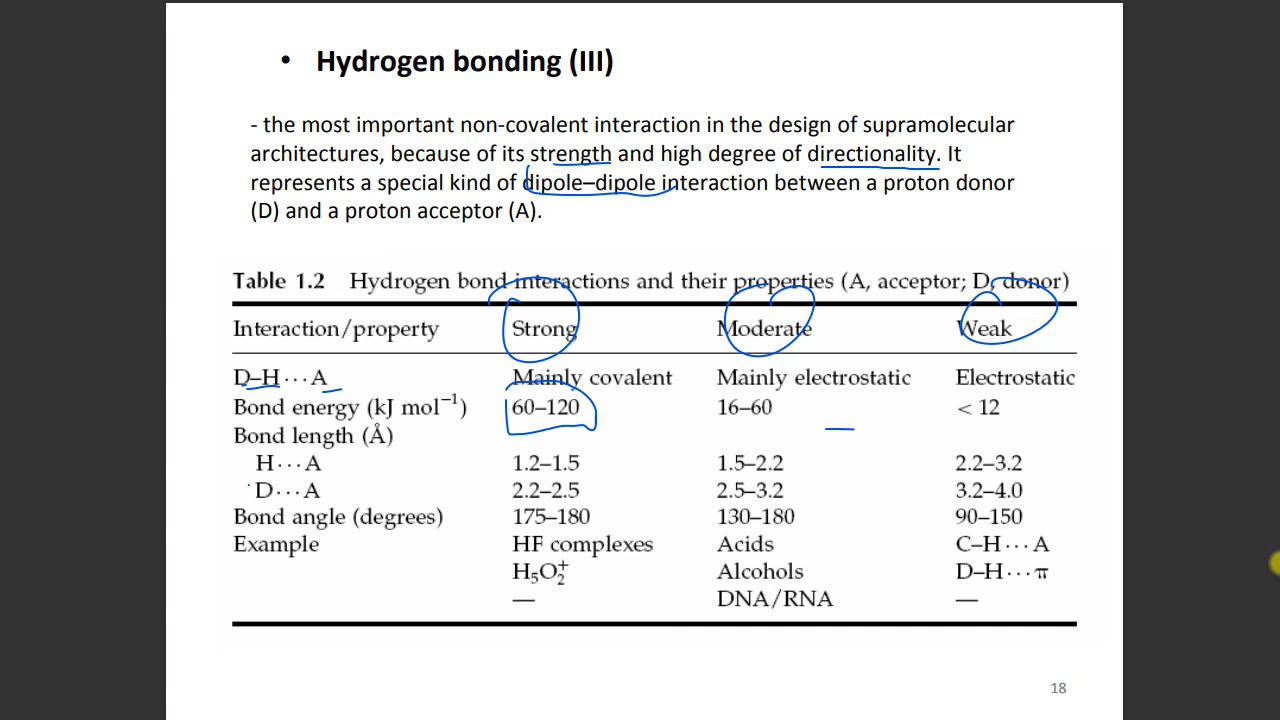 • Hydrogen bonding (III)
- the most important non-covalent interaction in the design of supramolecular
architectures, because of its strength and high degree of directionality. It
represents a special kind of dipole–dipole interaction between a proton donor
(D) and a proton acceptor (A).
Table 1.2 Hydrogen bond interactions and their properties (A, acceptor; D, donor)
Interaction/property Strong Moderate Weak
D–H···A Mainly covalent Mainly electrostatic Electrostatic
Bond energy (kJ mol⁻¹) 60–120 16–60 < 12
Bond length (Å)
H···A 1.2–1.5 1.5–2.2 2.2–3.2
D···A 2.2–2.5 2.5–3.2 3.2–4.0
Bond angle (degrees) 175–180 130–180 90–150
Example HF complexes Acids C–H···A
H₅O₂⁺ Alcohols D–H···π
— DNA/RNA —
18